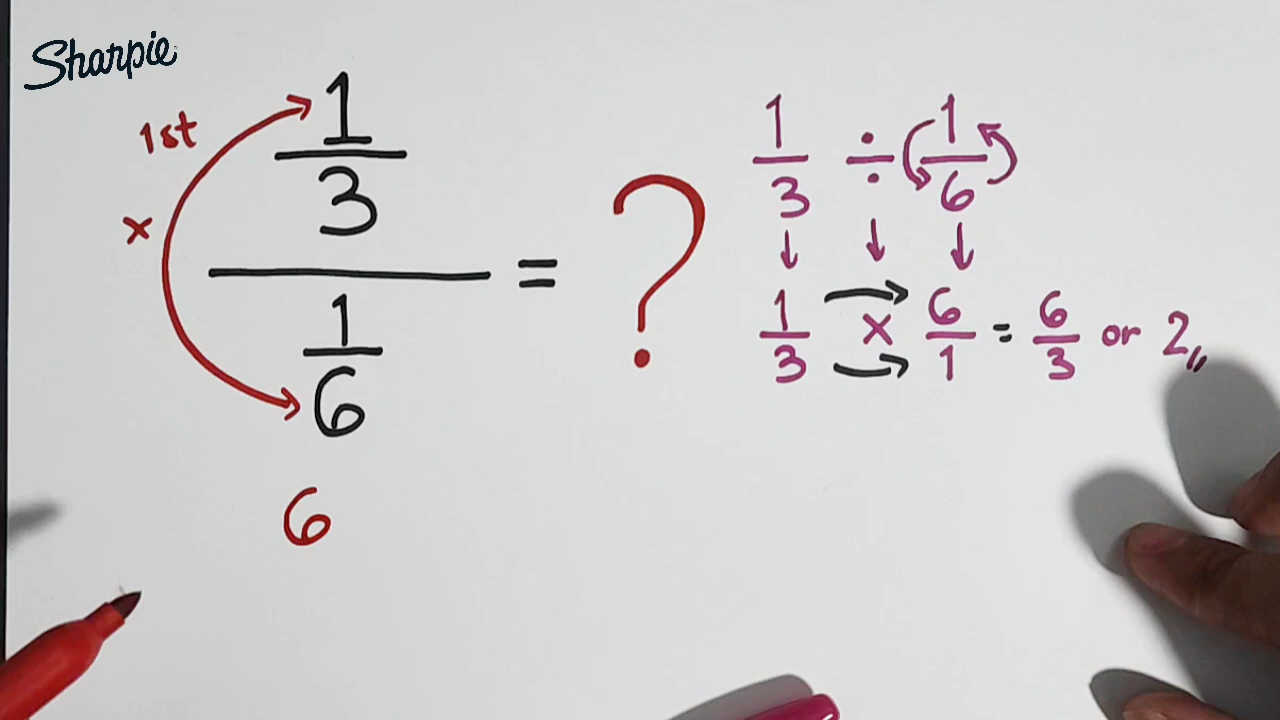 Sharpie
1st
x
1
3
1
6
= ?
6
1/3 ÷ 1/6
1/3 x 6/1 = 6/3 or 2